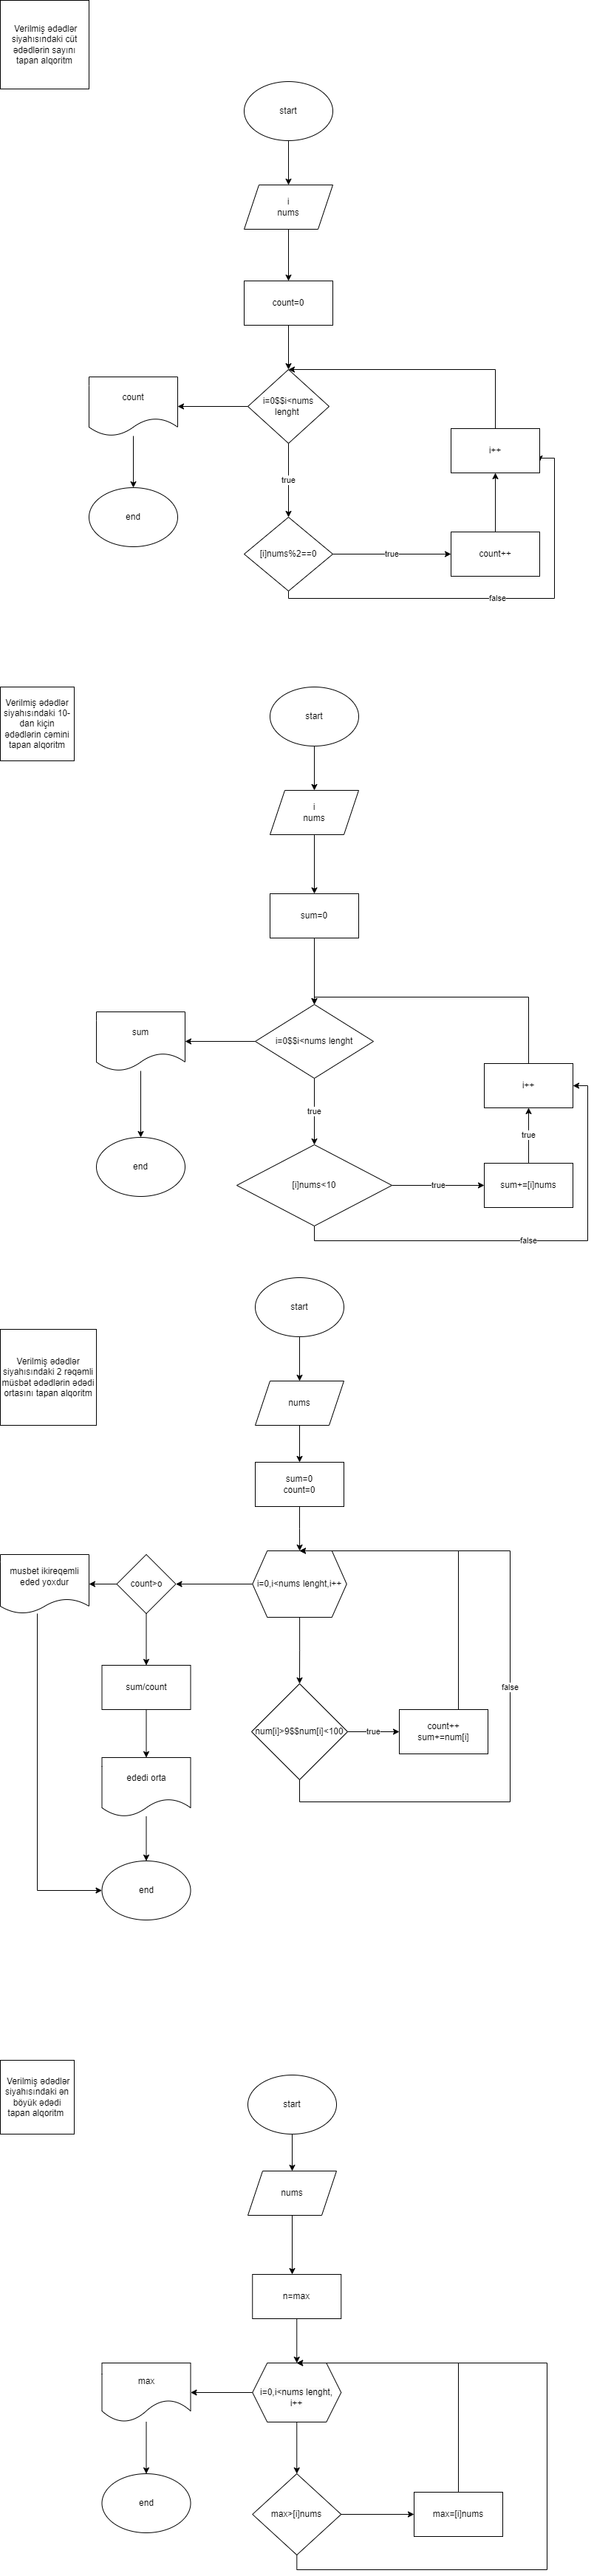 Verilmiş ədədlər
siyahısındaki cüt
ədədlərin sayını
tapan alqoritm
start
i
nums
count=0
i=0$$i<nums
lenght
count
end
true
[i]nums%2==0
true
count++
i++
false
Verilmiş ədədlər
siyahısındaki 10-
dan kiçin
ədədlərin cəmini
tapan alqoritm
start
i
nums
sum=0
i=0$$i<nums lenght
sum
end
true
[i]nums<10
true
sum+=[i]nums
true
i++
false
Verilmiş ədədlər
siyahısındaki 2 rəqəmli
müsbət ədədlərin ədədi
ortasını tapan alqoritm
start
nums
sum=0
count=0
i=0,i<nums lenght,i++
count>o
musbet ikireqemli
eded yoxdur
sum/count
ededi orta
end
num[i]>9$$num[i]<100
true
count++
sum+=num[i]
false
Verilmiş ədədlər
siyahısındaki ən
böyük ədədi
tapan alqoritm
start
nums
n=max
i=0,i<nums lenght,
i++
max
end
max>[i]nums
max=[i]nums